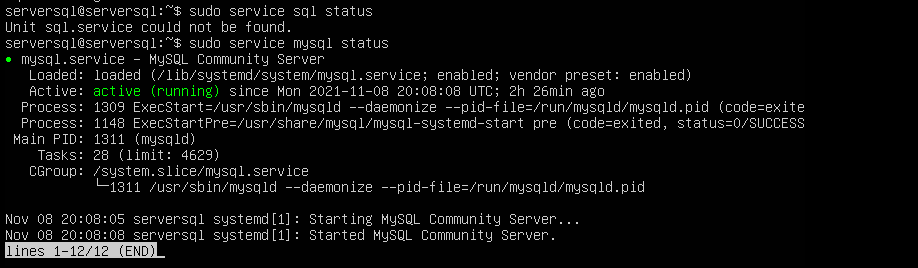 serversql@serversql:~$ sudo service sql status
Unit sql.service could not be found.
serversql@serversql:~$ sudo service mysql status
● mysql.service - MySQL Community Server
   Loaded: loaded (/lib/systemd/system/mysql.service; enabled; vendor preset: enabled)
   Active: active (running) since Mon 2021-11-08 20:08:08 UTC; 2h 26min ago
  Process: 1309 ExecStart=/usr/sbin/mysqld --daemonize --pid-file=/run/mysqld/mysqld.pid (code=exite
  Process: 1148 ExecStartPre=/usr/share/mysql/mysql-systemd-start pre (code=exited, status=0/SUCCESS
 Main PID: 1311 (mysqld)
    Tasks: 28 (limit: 4629)
   CGroup: /system.slice/mysql.service
           └─1311 /usr/sbin/mysqld --daemonize --pid-file=/run/mysqld/mysqld.pid

Nov 08 20:08:05 serversql systemd[1]: Starting MySQL Community Server...
Nov 08 20:08:08 serversql systemd[1]: Started MySQL Community Server.
lines 1-12/12 (END)